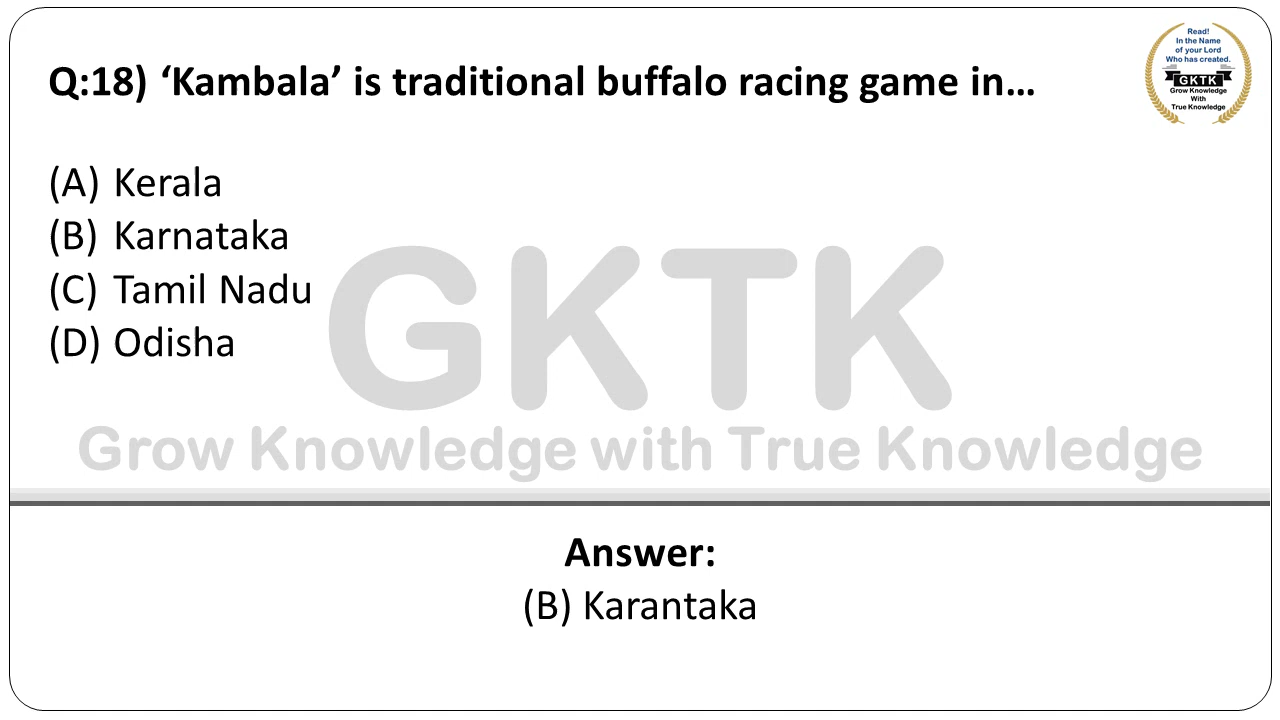 Q:18) ‘Kambala’ is traditional buffalo racing game in…
Read!
In the Name
of your Lord
Who has created.
GKTK
Grow Knowledge
With
True Knowledge
(A) Kerala
(B) Karnataka
(C) Tamil Nadu
(D) Odisha
GKTK
Grow Knowledge with True Knowledge
Answer:
(B) Karantaka